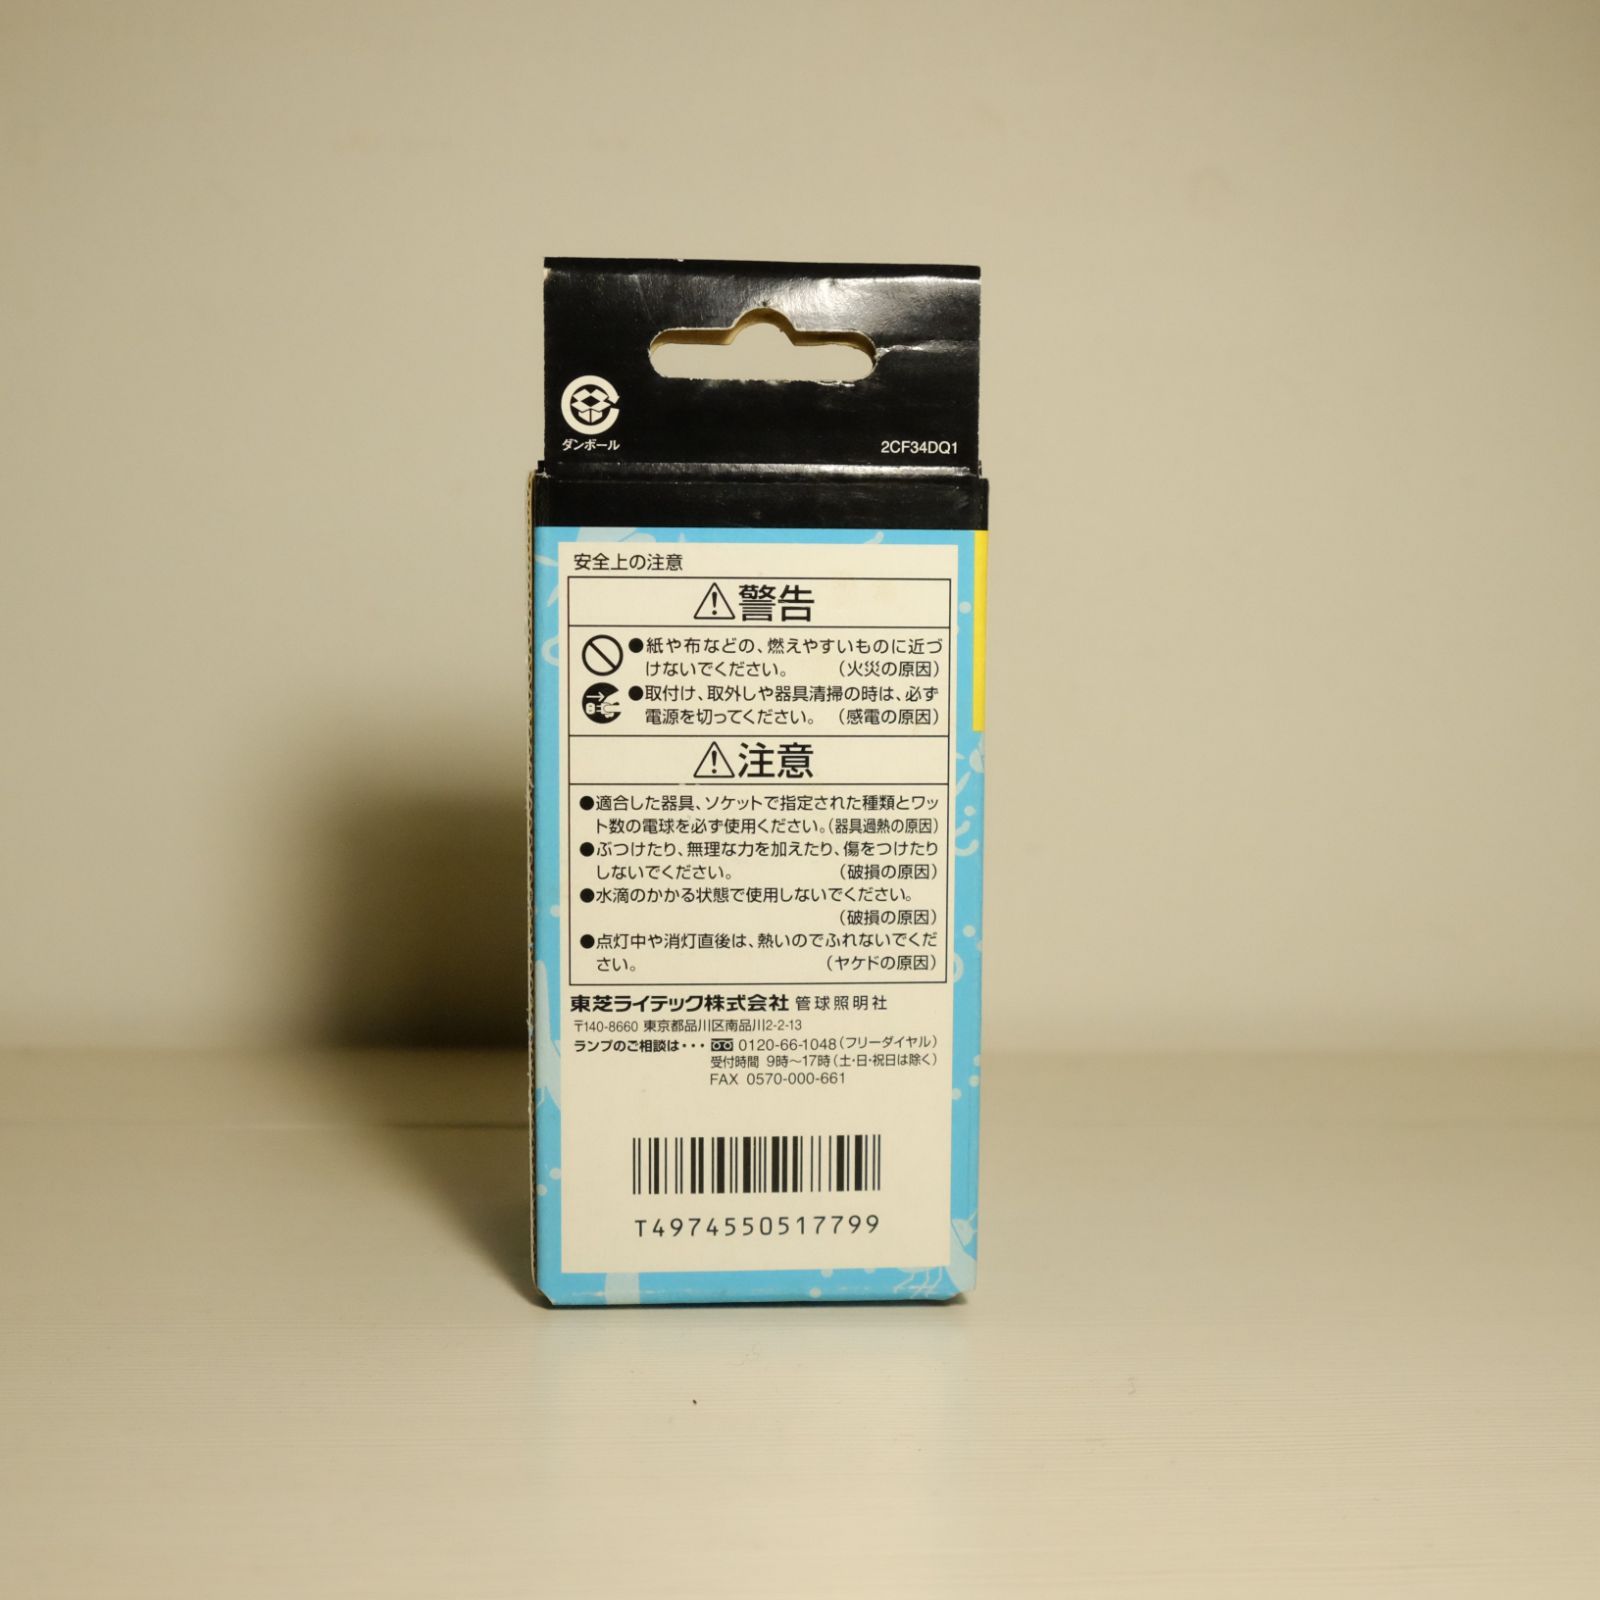 ダンボール
2CF34DQ1
安全上の注意
警告
●紙や布などの、燃えやすいものに近づ
けないでください。 (火災の原因)
●取付け、取外しや器具清掃の時は、必ず
電源を切ってください。 (感電の原因)
注意
●適合した器具、ソケットで指定された種類とワッ
ト数の電球を必ず使用ください。(器具過熱の原因)
●ぶつけたり、無理な力を加えたり、傷をつけたり
しないでください。 (破損の原因)
●水滴のかかる状態で使用しないでください。
(破損の原因)
●点灯中や消灯直後は、熱いのでふれないでくだ
さい。 (ヤケドの原因)
東芝ライテック株式会社 管球照明社
〒140-8660 東京都品川区南品川2-2-13
ランプのご相談は・・・ 0120-66-1048(フリーダイヤル)
受付時間 9時〜17時(土・日・祝日は除く)
FAX 0570-000-661
T4974550517799